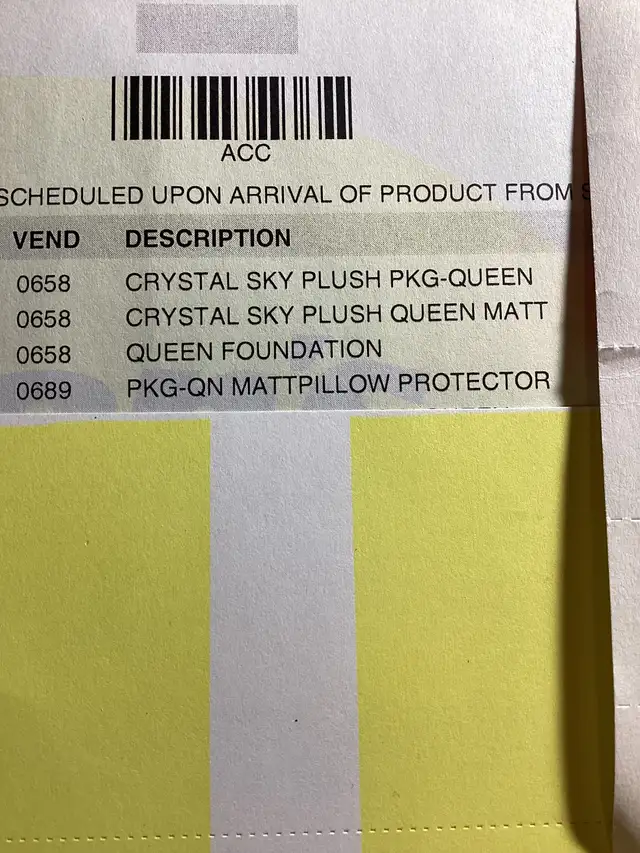 ACC
SCHEDULED UPON ARRIVAL OF PRODUCT FROM
VEND DESCRIPTION
0658 CRYSTAL SKY PLUSH PKG-QUEEN
0658 CRYSTAL SKY PLUSH QUEEN MATT
0658 QUEEN FOUNDATION
0689 PKG-QN MATTPILLOW PROTECTOR